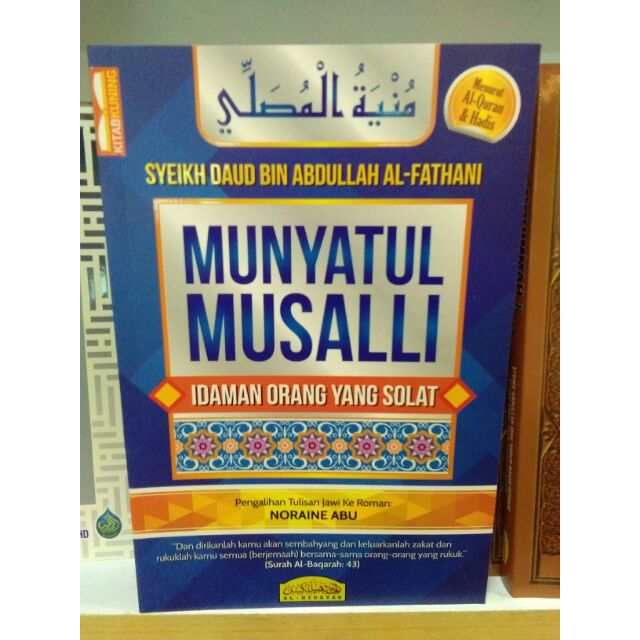 KITAB KUNING
مُنْيَةُ الْمُصَلِّي
Menurut
Al-Quran
& Hadis
SYEIKH DAUD BIN ABDULLAH AL-FATHANI
MUNYATUL
MUSALLI
IDAMAN ORANG YANG SOLAT
Pengalihan Tulisan Jawi Ke Roman:
NORAINE ABU
"Dan dirikanlah kamu akan sembahyang dan keluarkanlah zakat dan
rukuklah kamu semua (berjemaah) bersama-sama orang-orang yang rukuk."
(Surah Al-Baqarah: 43)
AL-HIDAYAH
HD